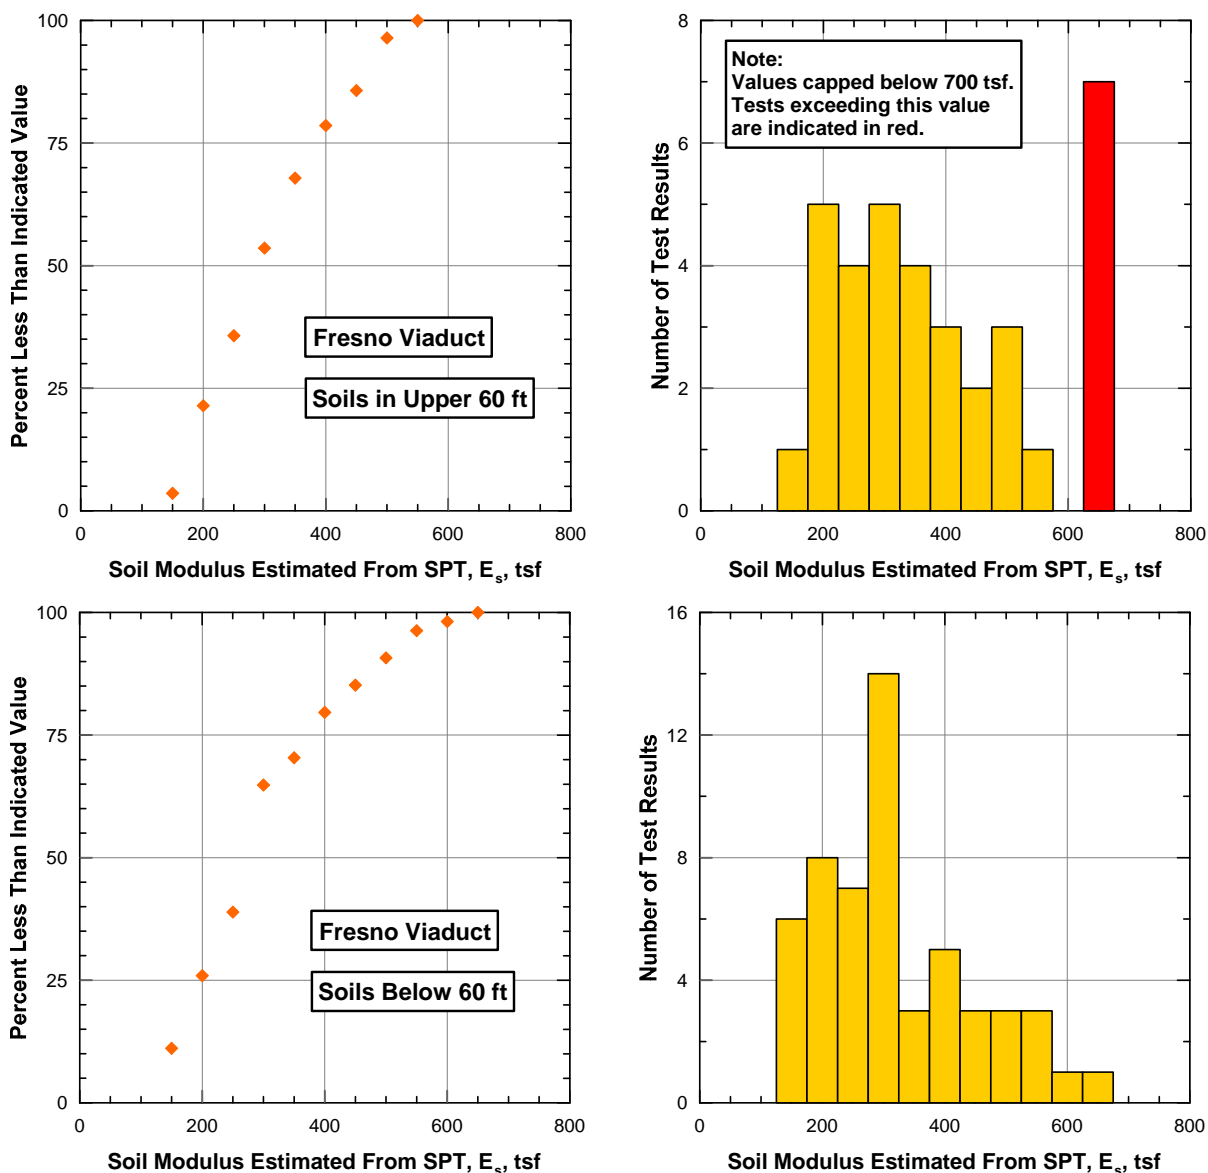 100
75
50
25
0
Percent Less Than Indicated Value
Fresno Viaduct
Soils in Upper 60 ft
0 200 400 600 800
Soil Modulus Estimated From SPT, Es, tsf
8
6
4
2
0
Number of Test Results
Note:
Values capped below 700 tsf.
Tests exceeding this value
are indicated in red.
0 200 400 600 800
Soil Modulus Estimated From SPT, Es, tsf
100
75
50
25
0
Percent Less Than Indicated Value
Fresno Viaduct
Soils Below 60 ft
0 200 400 600 800
Soil Modulus Estimated From SPT, Es, tsf
16
12
8
4
0
Number of Test Results
0 200 400 600 800
Soil Modulus Estimated From SPT, Es, tsf